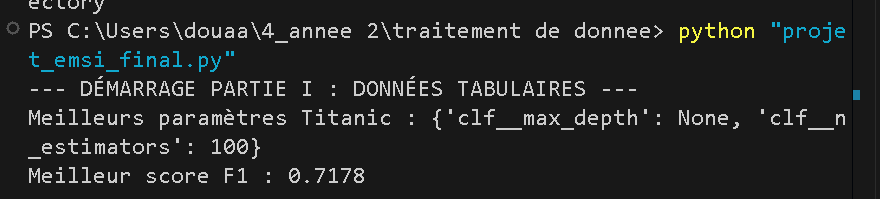 ectory
PS C:\Users\douaa\4_annee 2\traitement de donnee> python "proje
t_emsi_final.py"
--- DÉMARRAGE PARTIE I : DONNÉES TABULAIRES ---
Meilleurs paramètres Titanic : {'clf__max_depth': None, 'clf__n
_estimators': 100}
Meilleur score F1 : 0.7178